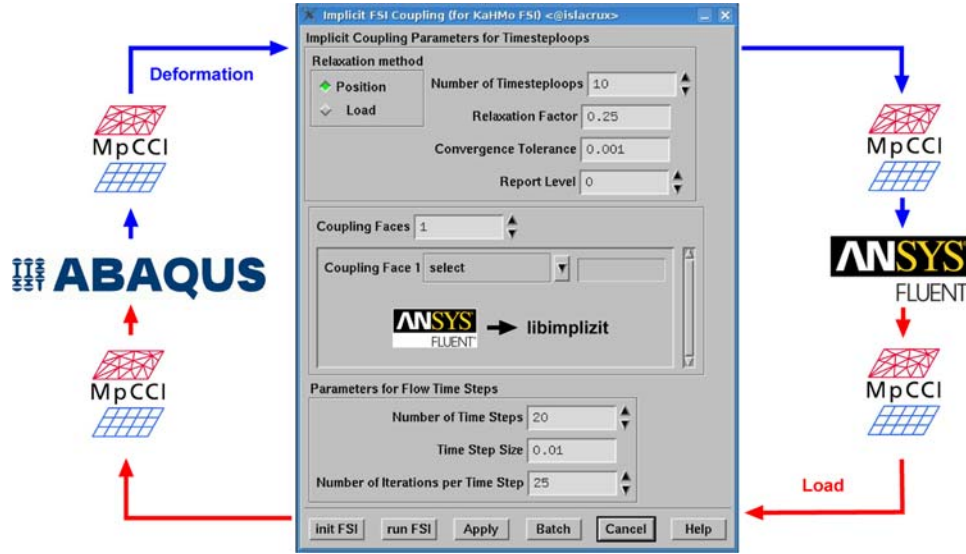 Implicit FSI Coupling (for KaHMo FSI) <@islacrux>
Implicit Coupling Parameters for Timesteploops
Relaxation method
Position
Load
Number of Timesteploops 10
Relaxation Factor 0.25
Convergence Tolerance 0.001
Report Level 0
Coupling Faces 1
Coupling Face 1 select
ANSYS
FLUENT
libimplizit
Parameters for Flow Time Steps
Number of Time Steps 20
Time Step Size 0.01
Number of Iterations per Time Step 25
init FSI run FSI Apply Batch Cancel Help
Deformation
MpCCI
ABAQUS
MpCCI
MpCCI
ANSYS
FLUENT
MpCCI
Load